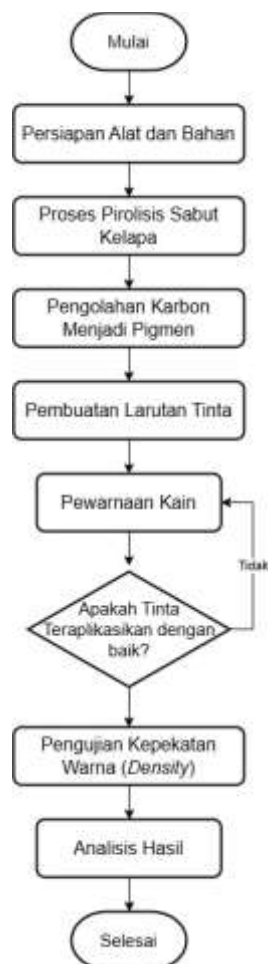 Mulai
Persiapan Alat dan Bahan
Proses Pirolisis Sabut
Kelapa
Pengolahan Karbon
Menjadi Pigmen
Pembuatan Larutan Tinta
Pewarnaan Kain
Tidak
Apakah Tinta
Teraplikasikan dengan
baik?
Pengujian Kepekatan
Warna (Density)
Analisis Hasil
Selesai